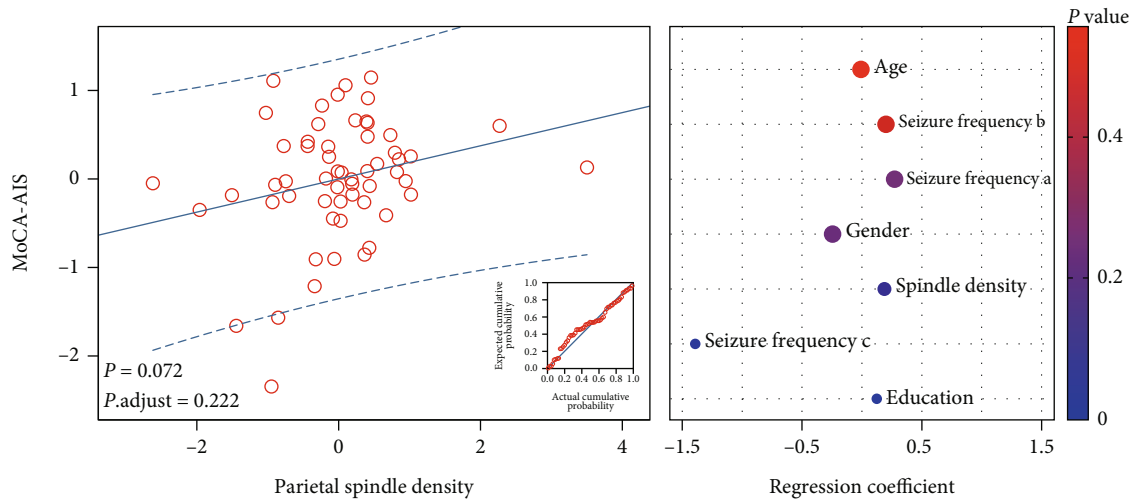 MoCA-AIS
1
0
−1
−2
−2
0
2
4
Parietal spindle density
P = 0.072
P.adjust = 0.222
Expected cumulative
probability
1.0
0.8
0.6
0.4
0.2
0.0
0.0 0.2 0.4 0.6 0.8 1.0
Actual cumulative
probability
Age
Seizure frequency b
Seizure frequency a
Gender
Spindle density
Seizure frequency c
Education
−1.5
−0.5
0.5
1.5
Regression coefficient
P value
0.4
0.2
0